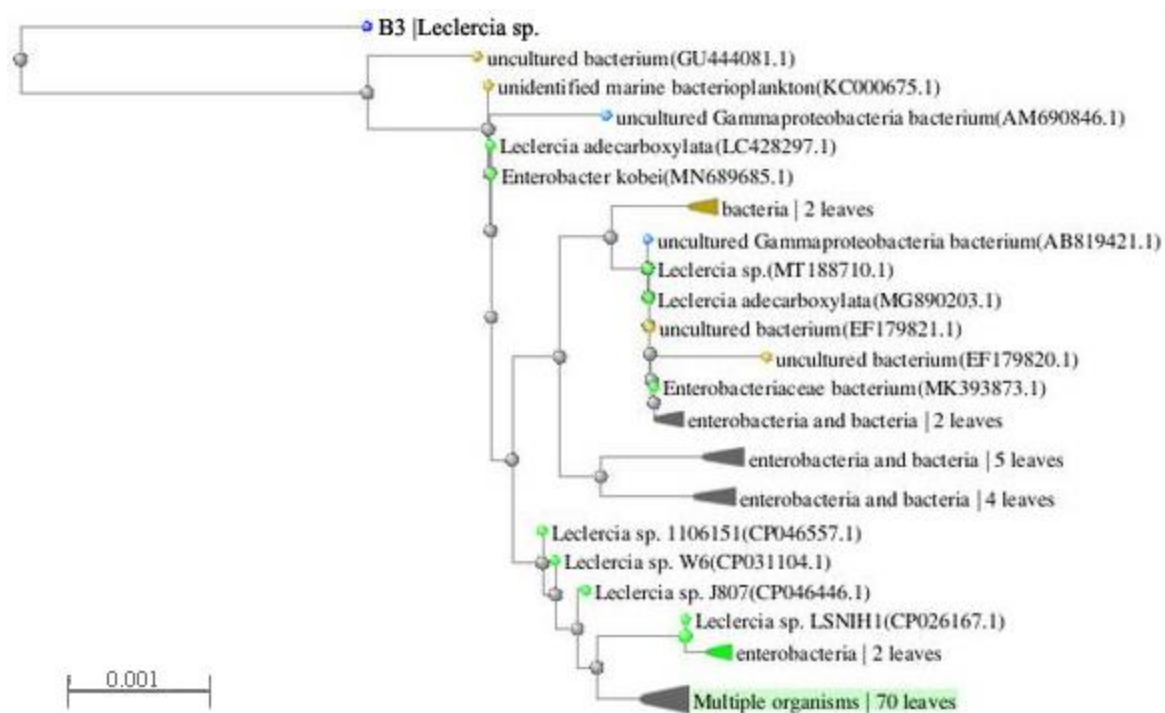 B3 |Leclercia sp.
uncultured bacterium(GU444081.1)
unidentified marine bacterioplankton(KC000675.1)
uncultured Gammaproteobacteria bacterium(AM690846.1)
Leclercia adecarboxylata(LC428297.1)
Enterobacter kobei(MN689685.1)
bacteria | 2 leaves
uncultured Gammaproteobacteria bacterium(AB819421.1)
Leclercia sp.(MT188710.1)
Leclercia adecarboxylata(MG890203.1)
uncultured bacterium(EF179821.1)
uncultured bacterium(EF179820.1)
Enterobacteriaceae bacterium(MK393873.1)
enterobacteria and bacteria | 2 leaves
enterobacteria and bacteria | 5 leaves
enterobacteria and bacteria | 4 leaves
Leclercia sp. 1106151(CP046557.1)
Leclercia sp. W6(CP031104.1)
Leclercia sp. J807(CP046446.1)
Leclercia sp. LSNIH1(CP026167.1)
enterobacteria | 2 leaves
0.001
Multiple organisms | 70 leaves